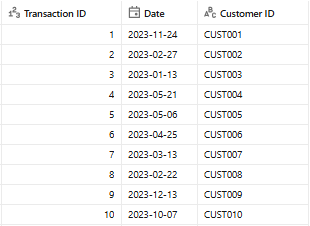 123 Transaction ID Date ABC Customer ID
1 2023-11-24 CUST001
2 2023-02-27 CUST002
3 2023-01-13 CUST003
4 2023-05-21 CUST004
5 2023-05-06 CUST005
6 2023-04-25 CUST006
7 2023-03-13 CUST007
8 2023-02-22 CUST008
9 2023-12-13 CUST009
10 2023-10-07 CUST010